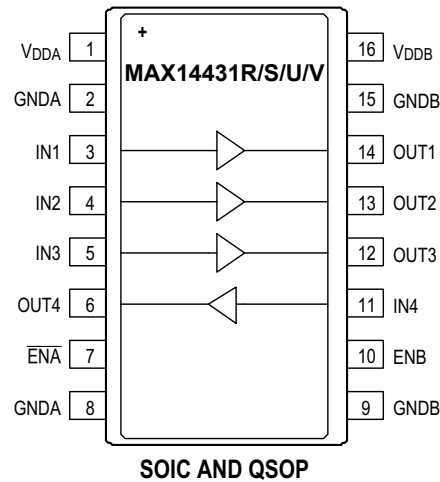 VDDA 1 + 16 VDDB
MAX14431R/S/U/V
GNDA 2 15 GNDB
IN1 3 14 OUT1
IN2 4 13 OUT2
IN3 5 12 OUT3
OUT4 6 11 IN4
E̅N̅A̅ 7 10 ENB
GNDA 8 9 GNDB
SOIC AND QSOP